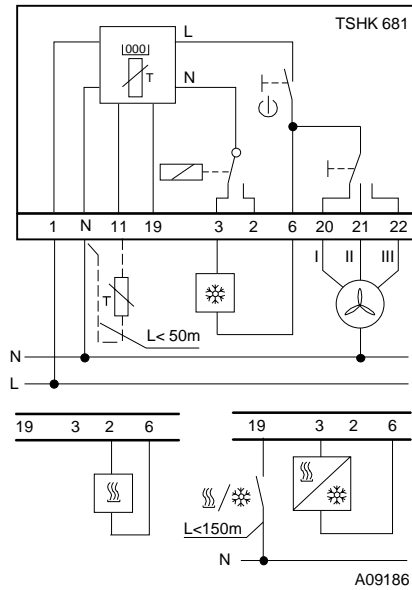 TSHK 681
L
000
T
N
1 N 11 19 3 2 6 20 21 22
I II III
T
L< 50m
N
L
19 3 2 6
19 3 2 6
L<150m
N
A09186